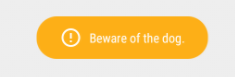 Beware of the dog.